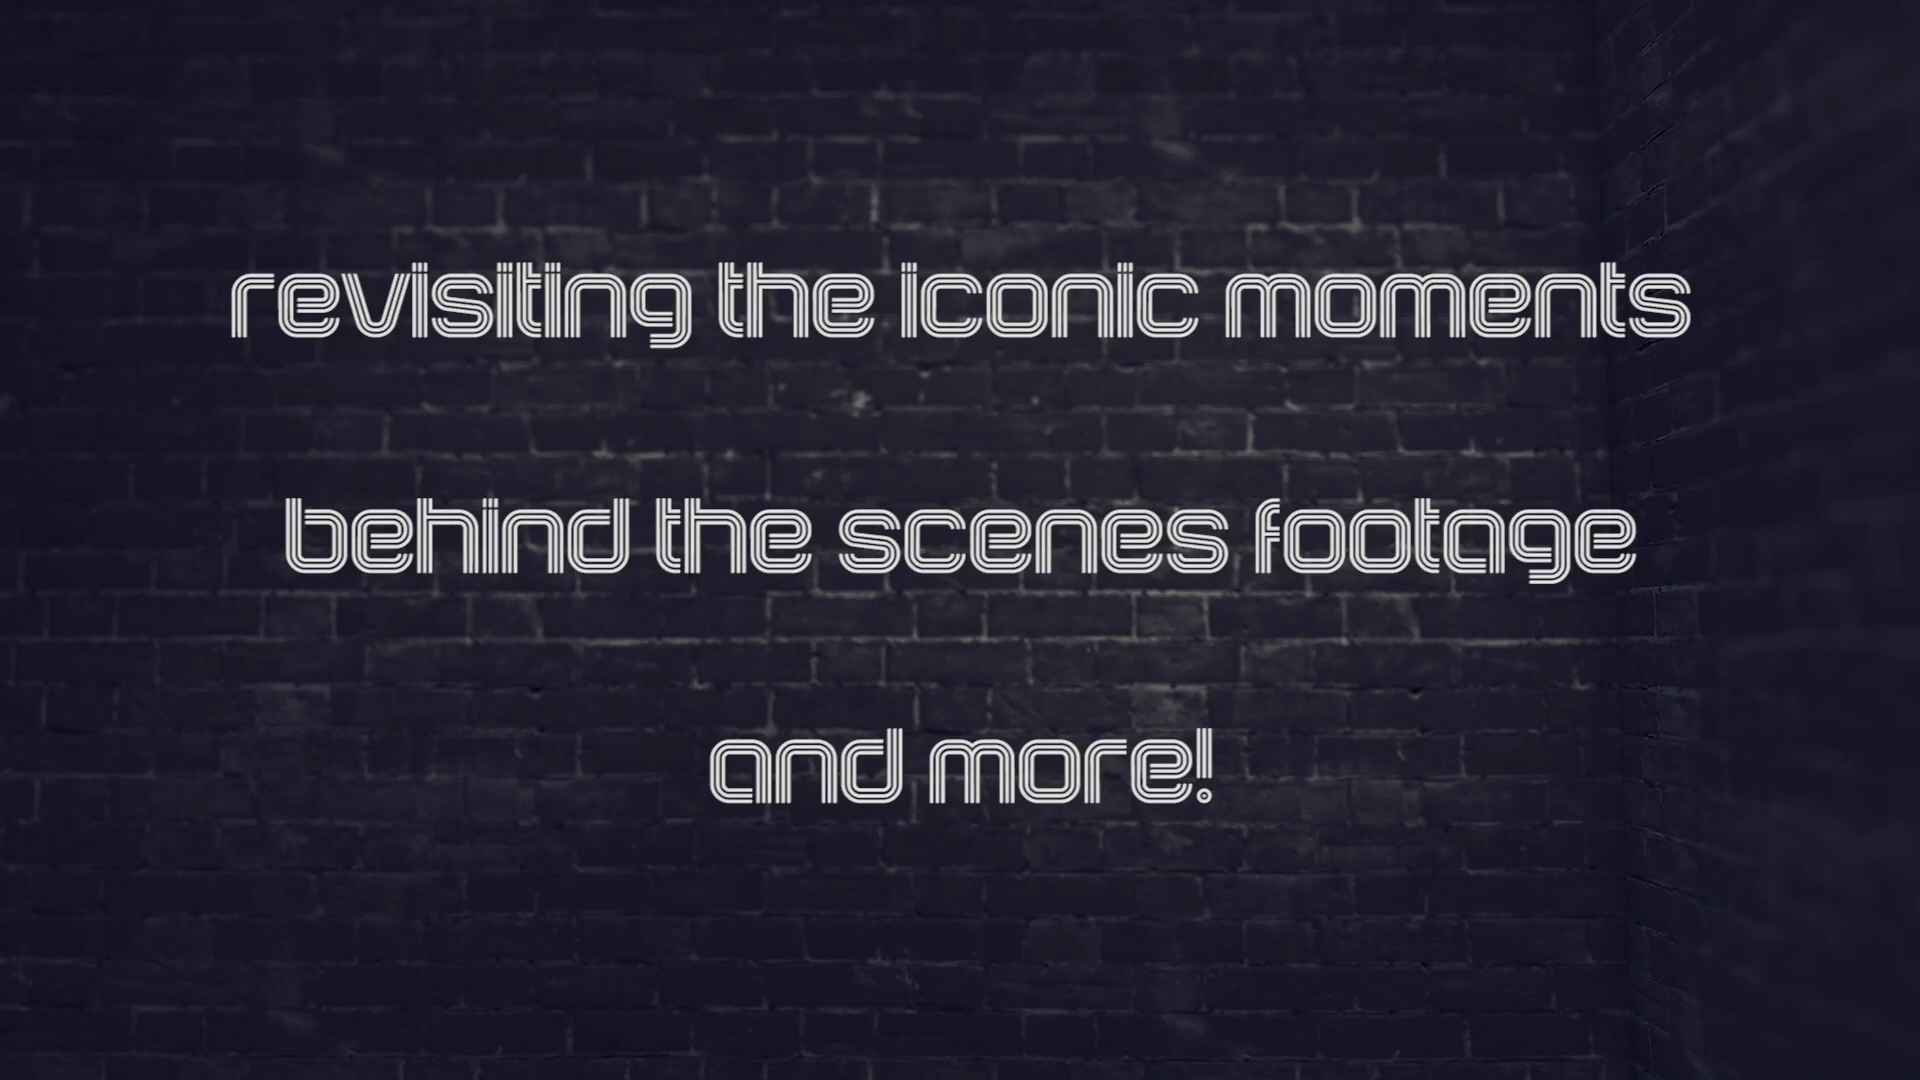 revisiting the iconic moments
behind the scenes footage
and more!